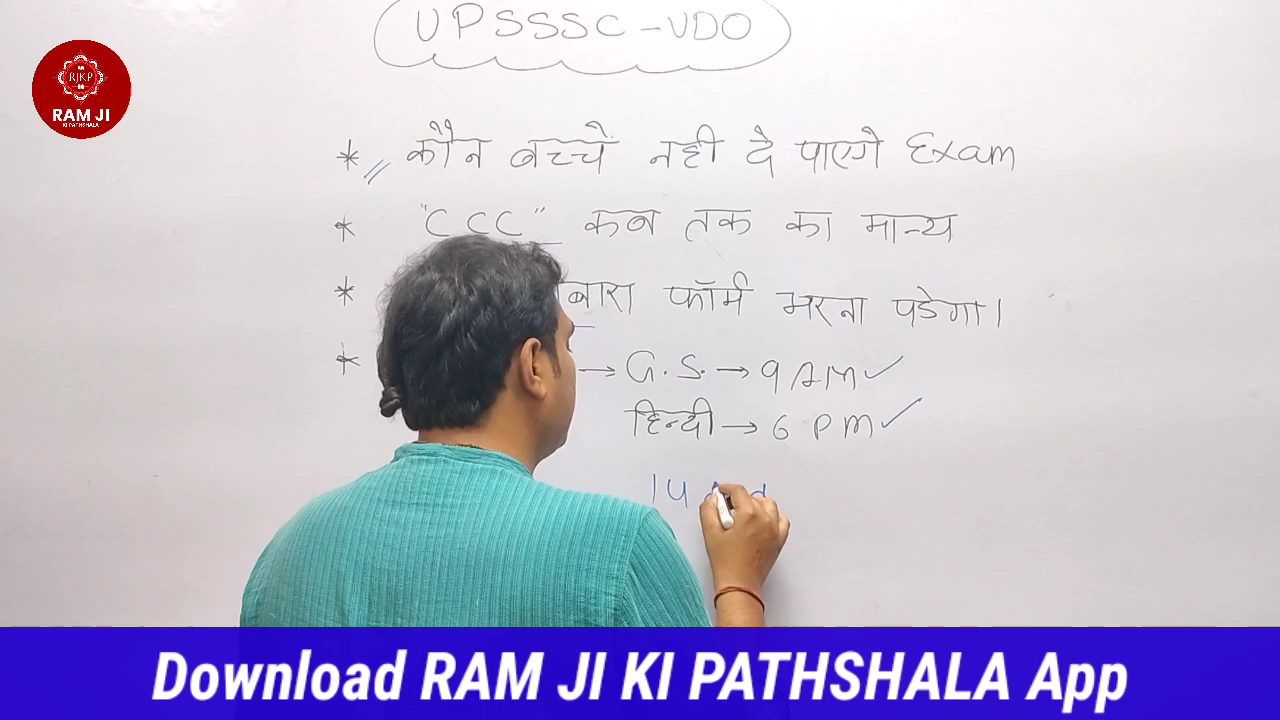 UPSSSC-VDO
RJKP
RAM JI
KI PATHSHALA
* कौन बच्चें नही दे पाएगे Exam
* "CCC" कब तक का मान्य
* बारा फॉर्म भरना पडेगा।
* → G.S. → 9 AM ✓
हिन्दी → 6 PM ✓
Download RAM JI KI PATHSHALA App